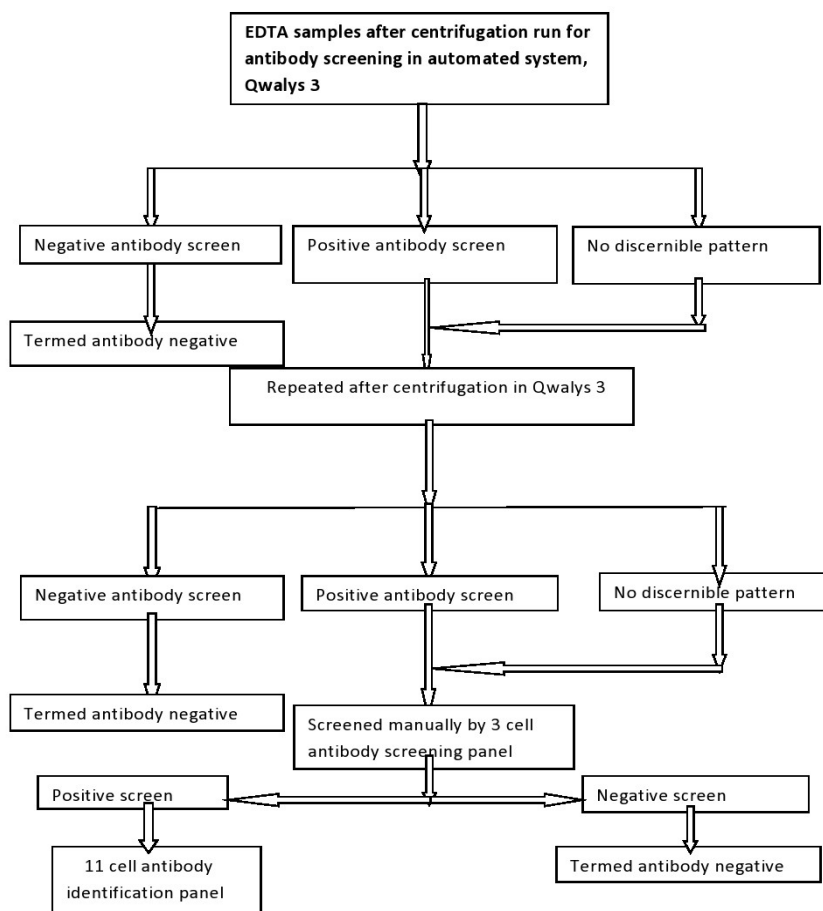 EDTA samples after centrifugation run for
antibody screening in automated system,
Qwalys 3
Negative antibody screen
Positive antibody screen
No discernible pattern
Termed antibody negative
Repeated after centrifugation in Qwalys 3
Negative antibody screen
Positive antibody screen
No discernible pattern
Termed antibody negative
Screened manually by 3 cell
antibody screening panel
Positive screen
Negative screen
11 cell antibody
identification panel
Termed antibody negative